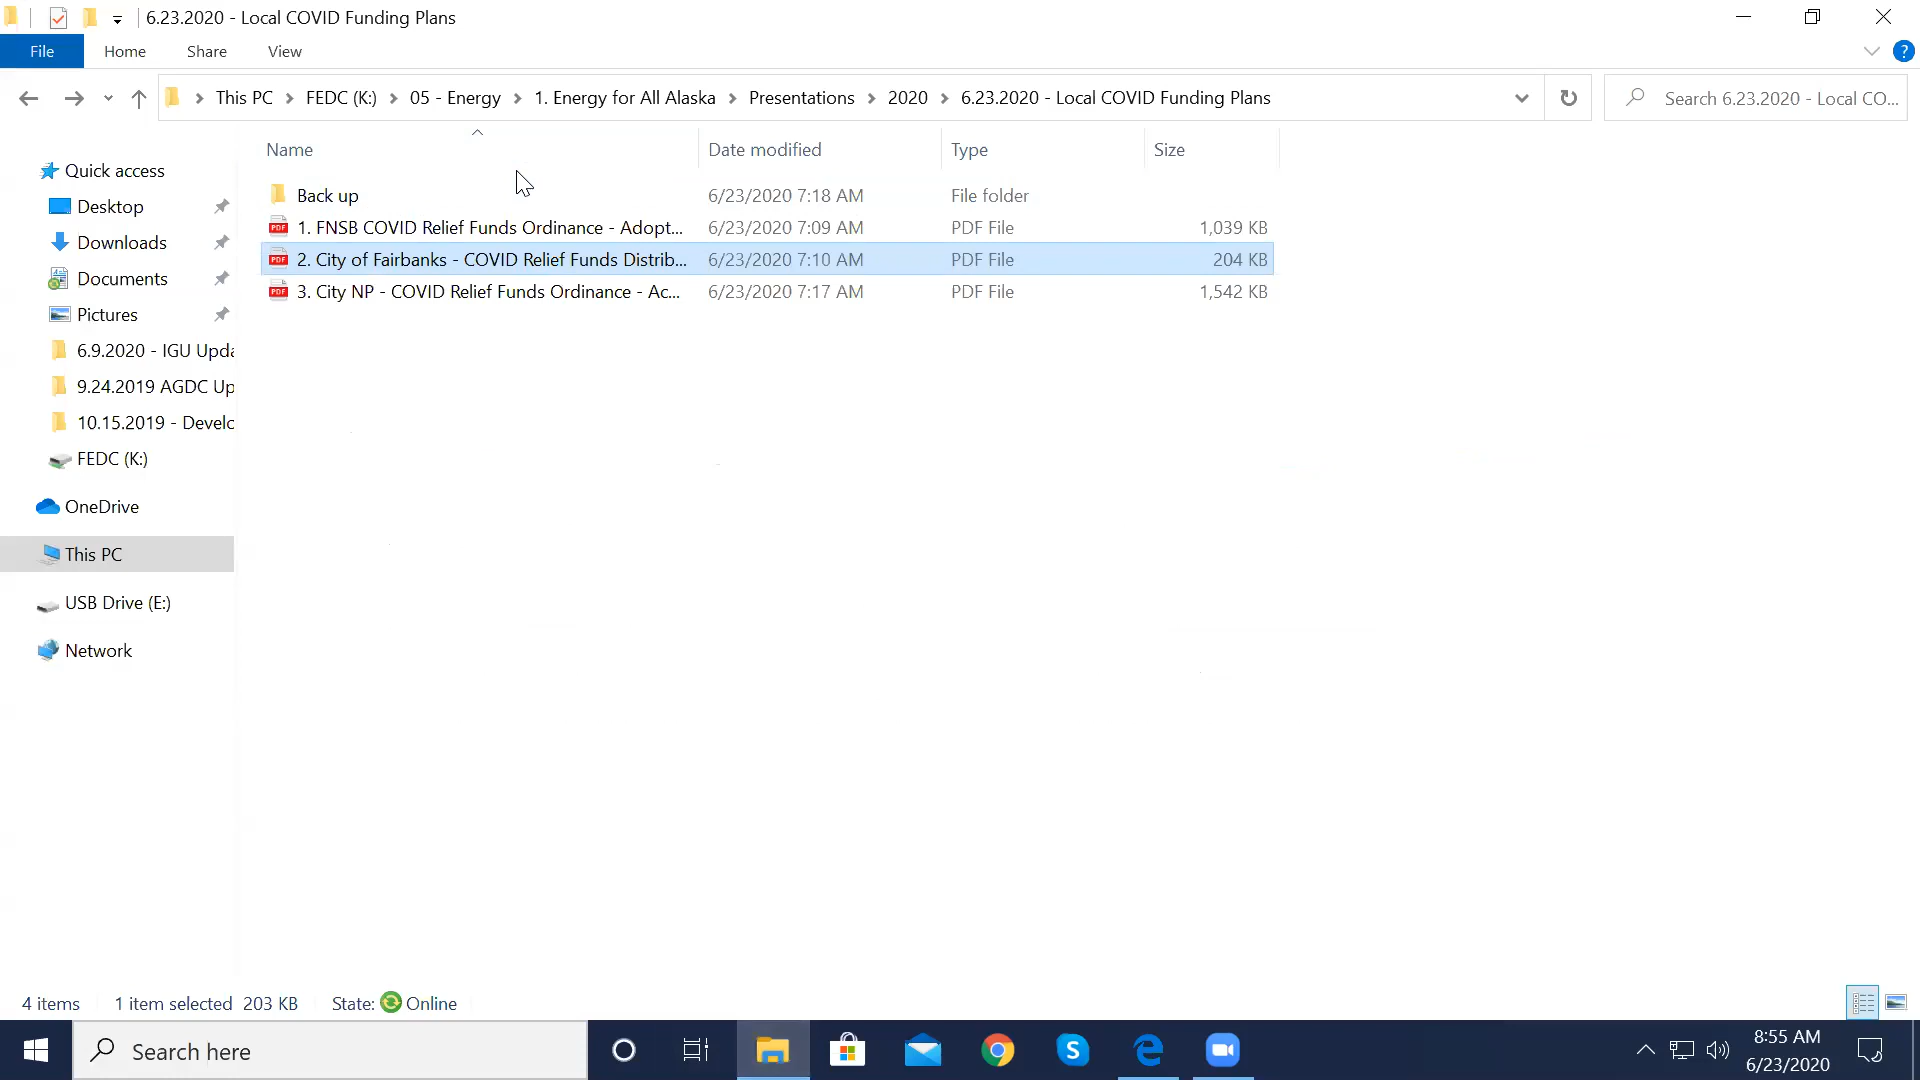 6.23.2020 - Local COVID Funding Plans
File Home Share View ?
This PC FEDC (K:) 05 - Energy 1. Energy for All Alaska Presentations 2020 6.23.2020 - Local COVID Funding Plans Search 6.23.2020 - Local CO...
Name Date modified Type Size
Back up 6/23/2020 7:18 AM File folder
PDF 1. FNSB COVID Relief Funds Ordinance - Adopt... 6/23/2020 7:09 AM PDF File 1,039 KB
PDF 2. City of Fairbanks - COVID Relief Funds Distrib... 6/23/2020 7:10 AM PDF File 204 KB
PDF 3. City NP - COVID Relief Funds Ordinance - Ac... 6/23/2020 7:17 AM PDF File 1,542 KB
Quick access
Desktop
Downloads
Documents
Pictures
6.9.2020 - IGU Upda
9.24.2019 AGDC Up
10.15.2019 - Develo
FEDC (K:)
OneDrive
This PC
USB Drive (E:)
Network
4 items 1 item selected 203 KB State: Online
Search here
8:55 AM
6/23/2020